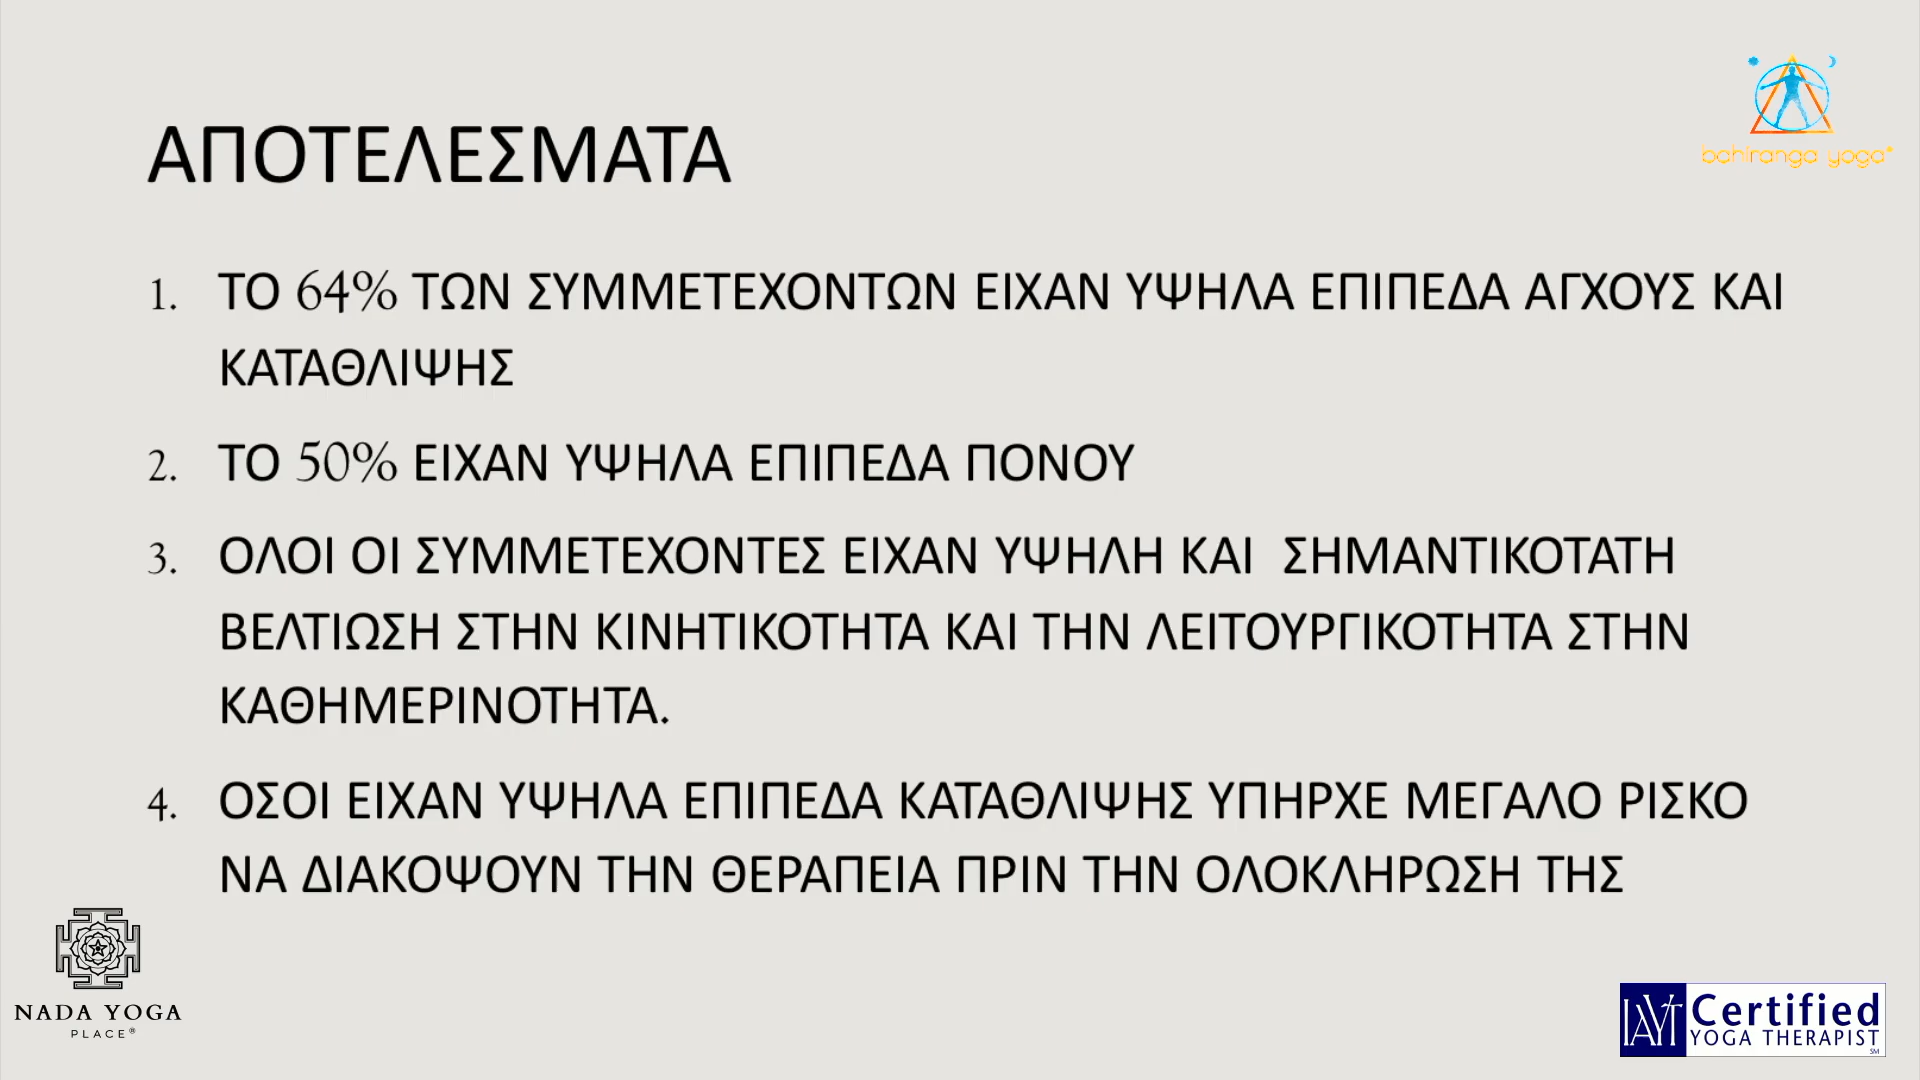 ΑΠΟΤΕΛΕΣΜΑΤΑ
bahiranga yoga®
1. ΤΟ 64% ΤΩΝ ΣΥΜΜΕΤΕΧΟΝΤΩΝ ΕΙΧΑΝ ΥΨΗΛΑ ΕΠΙΠΕΔΑ ΑΓΧΟΥΣ ΚΑΙ
ΚΑΤΑΘΛΙΨΗΣ
2. ΤΟ 50% ΕΙΧΑΝ ΥΨΗΛΑ ΕΠΙΠΕΔΑ ΠΟΝΟΥ
3. ΟΛΟΙ ΟΙ ΣΥΜΜΕΤΕΧΟΝΤΕΣ ΕΙΧΑΝ ΥΨΗΛΗ ΚΑΙ ΣΗΜΑΝΤΙΚΟΤΑΤΗ
ΒΕΛΤΙΩΣΗ ΣΤΗΝ ΚΙΝΗΤΙΚΟΤΗΤΑ ΚΑΙ ΤΗΝ ΛΕΙΤΟΥΡΓΙΚΟΤΗΤΑ ΣΤΗΝ
ΚΑΘΗΜΕΡΙΝΟΤΗΤΑ.
4. ΟΣΟΙ ΕΙΧΑΝ ΥΨΗΛΑ ΕΠΙΠΕΔΑ ΚΑΤΑΘΛΙΨΗΣ ΥΠΗΡΧΕ ΜΕΓΑΛΟ ΡΙΣΚΟ
ΝΑ ΔΙΑΚΟΨΟΥΝ ΤΗΝ ΘΕΡΑΠΕΙΑ ΠΡΙΝ ΤΗΝ ΟΛΟΚΛΗΡΩΣΗ ΤΗΣ
NADA YOGA
PLACE®
IAYT Certified
YOGA THERAPIST
SM